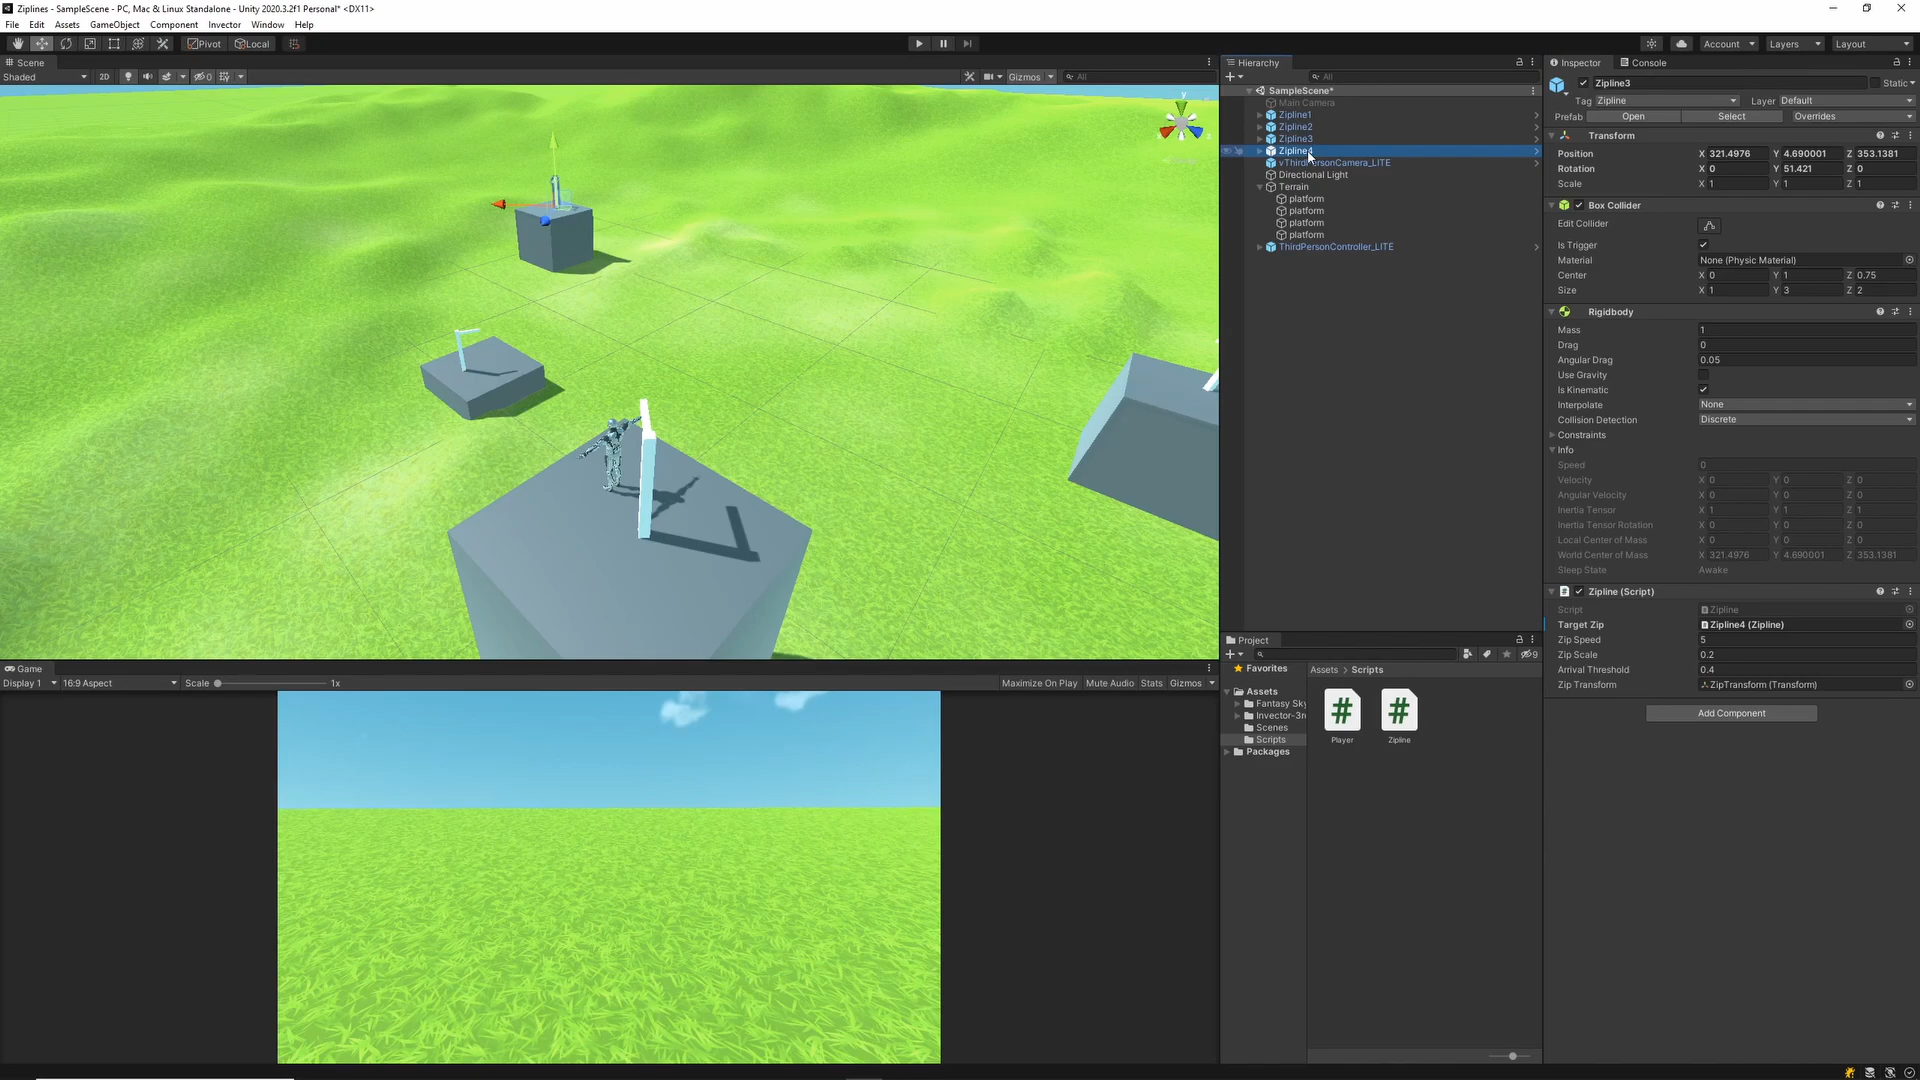 Ziplines - SampleScene - PC, Mac & Linux Standalone - Unity 2020.3.2f1 Personal* <DX11>
File Edit Assets GameObject Component Invector Window Help
Pivot Local Account Layers Layout
Scene
Shaded 2D 0 Gizmos All
y
Hierarchy
All
SampleScene*
Main Camera
Zipline1
Zipline2
Zipline3
Zipline4
vThirdPersonCamera_LITE
Directional Light
Terrain
platform
platform
platform
platform
ThirdPersonController_LITE
Game
Display 1 16:9 Aspect Scale 1x Maximize On Play Mute Audio Stats Gizmos
Project
9
Favorites
Assets
Fantasy Sky
Invector-3r
Scenes
Scripts
Packages
Assets > Scripts
Player
Zipline
Inspector Console
Zipline3 Static
Tag Zipline Layer Default
Prefab Open Select Overrides
Transform
Position X 321.4976 Y 4.690001 Z 353.1381
Rotation X 0 Y 51.421 Z 0
Scale X 1 Y 1 Z 1
Box Collider
Edit Collider
Is Trigger
Material None (Physic Material)
Center X 0 Y 1 Z 0.75
Size X 1 Y 3 Z 2
Rigidbody
Mass 1
Drag 0
Angular Drag 0.05
Use Gravity
Is Kinematic
Interpolate None
Collision Detection Discrete
Constraints
Info
Speed 0
Velocity X 0 Y 0 Z 0
Angular Velocity X 0 Y 0 Z 0
Inertia Tensor X 1 Y 1 Z 1
Inertia Tensor Rotation X 0 Y 0 Z 0
Local Center of Mass X 0 Y 0 Z 0
World Center of Mass X 321.4976 Y 4.690001 Z 353.1381
Sleep State Awake
Zipline (Script)
Script Zipline
Target Zip Zipline4 (Zipline)
Zip Speed 5
Zip Scale 0.2
Arrival Threshold 0.4
Zip Transform ZipTransform (Transform)
Add Component